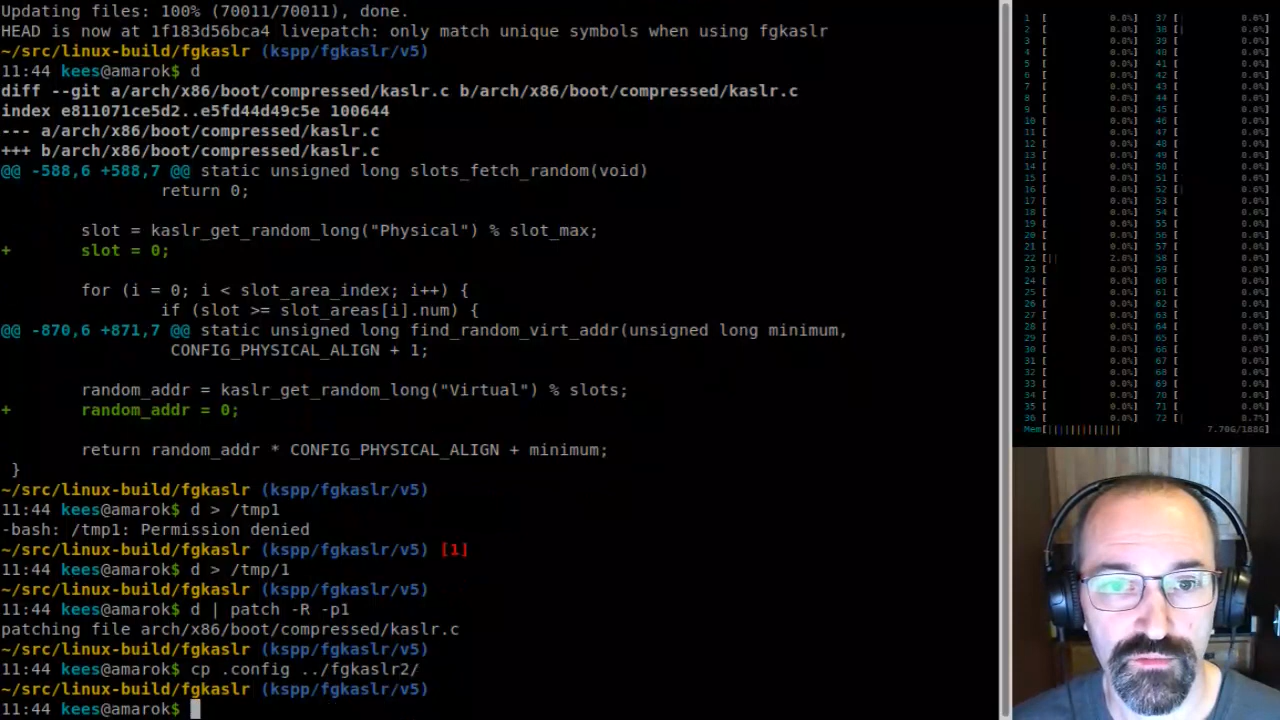 Updating files: 100% (70011/70011), done.
HEAD is now at 1f183d56bca4 livepatch: only match unique symbols when using fgkaslr
~/src/linux-build/fgkaslr (kspp/fgkaslr/v5)
11:44 kees@amarok$ d
diff --git a/arch/x86/boot/compressed/kaslr.c b/arch/x86/boot/compressed/kaslr.c
index e811071ce5d2..e5fd44d49c5e 100644
--- a/arch/x86/boot/compressed/kaslr.c
+++ b/arch/x86/boot/compressed/kaslr.c
@@ -588,6 +588,7 @@ static unsigned long slots_fetch_random(void)
                return 0;
        slot = kaslr_get_random_long("Physical") % slot_max;
+       slot = 0;
        for (i = 0; i < slot_area_index; i++) {
                if (slot >= slot_areas[i].num) {
@@ -870,6 +871,7 @@ static unsigned long find_random_virt_addr(unsigned long minimum,
                 CONFIG_PHYSICAL_ALIGN + 1;
        random_addr = kaslr_get_random_long("Virtual") % slots;
+       random_addr = 0;
        return random_addr * CONFIG_PHYSICAL_ALIGN + minimum;
 }
~/src/linux-build/fgkaslr (kspp/fgkaslr/v5)
11:44 kees@amarok$ d > /tmp1
-bash: /tmp1: Permission denied
~/src/linux-build/fgkaslr (kspp/fgkaslr/v5) [1]
11:44 kees@amarok$ d > /tmp/1
~/src/linux-build/fgkaslr (kspp/fgkaslr/v5)
11:44 kees@amarok$ d | patch -R -p1
patching file arch/x86/boot/compressed/kaslr.c
~/src/linux-build/fgkaslr (kspp/fgkaslr/v5)
11:44 kees@amarok$ cp .config ../fgkaslr2/
~/src/linux-build/fgkaslr (kspp/fgkaslr/v5)
11:44 kees@amarok$